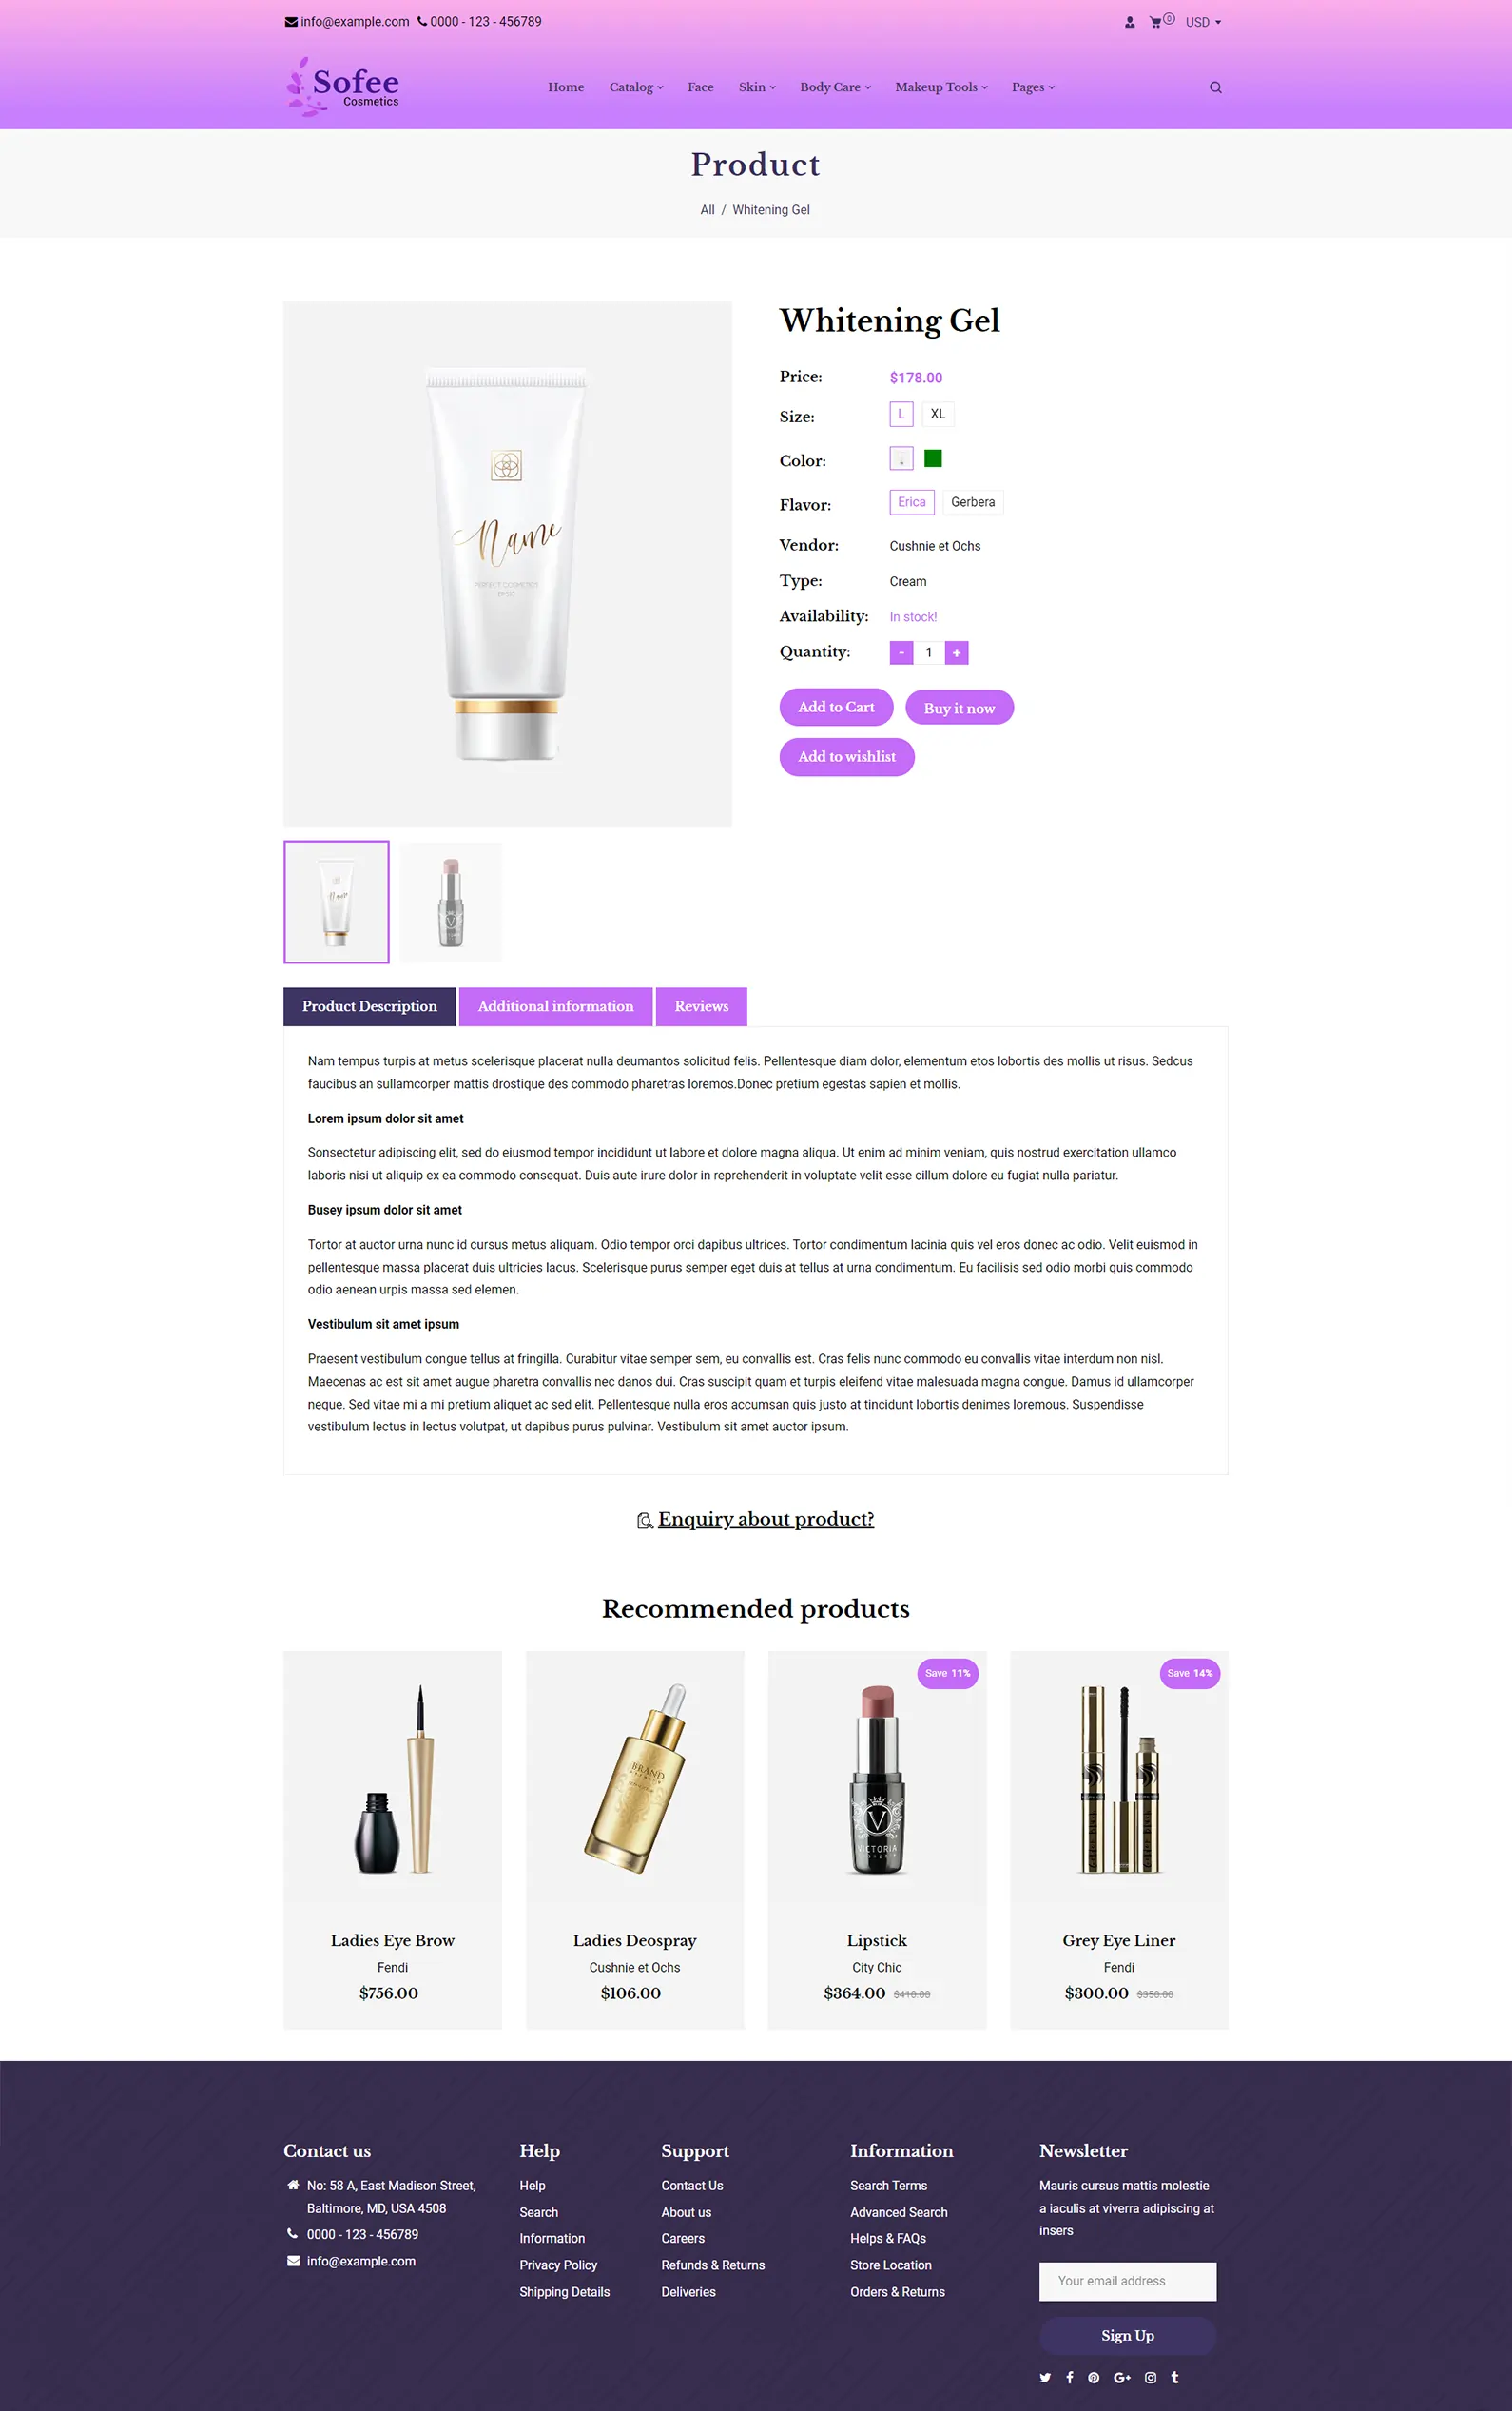 info@example.com 0000 - 123 - 456789
0 USD
Sofee
Cosmetics
Home Catalog Face Skin Body Care Makeup Tools Pages
Product
All / Whitening Gel
Whitening Gel
Price: $178.00
Size: L XL
Color:
Flavor: Erica Gerbera
Vendor: Cushnie et Ochs
Type: Cream
Availability: In stock!
Quantity: - 1 +
Add to Cart Buy it now
Add to wishlist
Name
PERFECT COSMETICS
Product Description Additional information Reviews
Nam tempus turpis at metus scelerisque placerat nulla deumantos solicitud felis. Pellentesque diam dolor, elementum etos lobortis des mollis ut risus. Sedcus
faucibus an sullamcorper mattis drostique des commodo pharetras loremos.Donec pretium egestas sapien et mollis.
Lorem ipsum dolor sit amet
Sonsectetur adipiscing elit, sed do eiusmod tempor incididunt ut labore et dolore magna aliqua. Ut enim ad minim veniam, quis nostrud exercitation ullamco
laboris nisi ut aliquip ex ea commodo consequat. Duis aute irure dolor in reprehenderit in voluptate velit esse cillum dolore eu fugiat nulla pariatur.
Busey ipsum dolor sit amet
Tortor at auctor urna nunc id cursus metus aliquam. Odio tempor orci dapibus ultrices. Tortor condimentum lacinia quis vel eros donec ac odio. Velit euismod in
pellentesque massa placerat duis ultricies lacus. Scelerisque purus semper eget duis at tellus at urna condimentum. Eu facilisis sed odio morbi quis commodo
odio aenean urpis massa sed elemen.
Vestibulum sit amet ipsum
Praesent vestibulum congue tellus at fringilla. Curabitur vitae semper sem, eu convallis est. Cras felis nunc commodo eu convallis vitae interdum non nisl.
Maecenas ac est sit amet augue pharetra convallis nec danos dui. Cras suscipit quam et turpis eleifend vitae malesuada magna congue. Damus id ullamcorper
neque. Sed vitae mi a mi pretium aliquet ac sed elit. Pellentesque nulla eros accumsan quis justo at tincidunt lobortis denimes loremous. Suspendisse
vestibulum lectus in lectus volutpat, ut dapibus purus pulvinar. Vestibulum sit amet auctor ipsum.
Enquiry about product?
Recommended products
Save 11%
Save 14%
BRAND
V
VICTORIA
Ladies Eye Brow
Fendi
$756.00
Ladies Deospray
Cushnie et Ochs
$106.00
Lipstick
City Chic
$364.00 $410.00
Grey Eye Liner
Fendi
$300.00 $350.00
Contact us
No: 58 A, East Madison Street,
Baltimore, MD, USA 4508
0000 - 123 - 456789
info@example.com
Help
Help
Search
Information
Privacy Policy
Shipping Details
Support
Contact Us
About us
Careers
Refunds & Returns
Deliveries
Information
Search Terms
Advanced Search
Helps & FAQs
Store Location
Orders & Returns
Newsletter
Mauris cursus mattis molestie
a iaculis at viverra adipiscing at
insers
Your email address
Sign Up